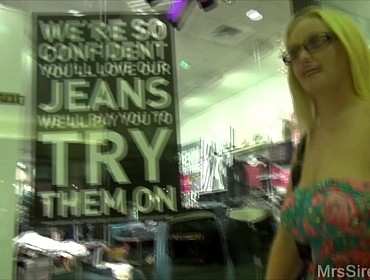 WE'RE SO
CONFIDENT
YOU'LL LOVE OUR
JEANS
WE'LL PAY YOU TO
TRY
THEM ON
MrsSire